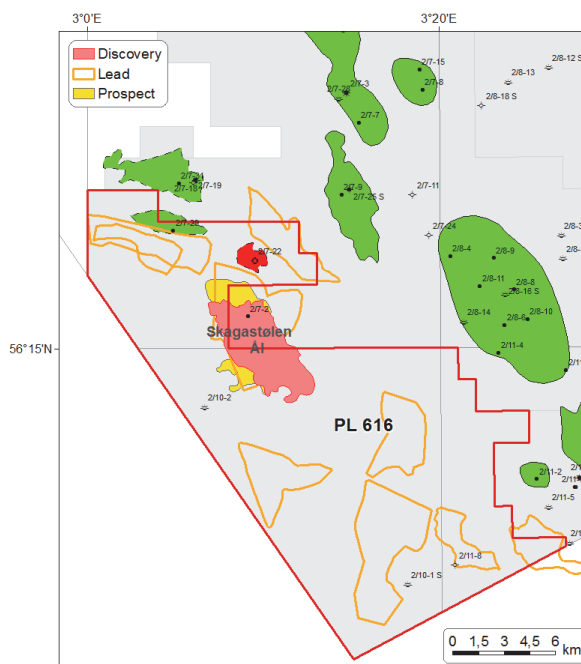 3°0'E
3°20'E
Discovery
Lead
Prospect
2/7-15
2/8-12 S
2/8-13
2/7-3
2/7-28
2/7-8
2/8-18 S
2/7-7
2/7-19
2/7-9
2/7-25 S
2/7-11
2/7-20
2/7-24
2/8-3
2/8-4
2/8-9
2/8-
2/7-22
2/8-11
2/8-8
2/8-16 S
2/7-2
2/8-14
2/8-6
2/8-10
Skagastølen
Ål
56°15'N
2/11-4
2/10-2
PL 616
2/11-2
2/11-5
2/11-8
2/10-1 S
0 1,5 3 4,5 6
km